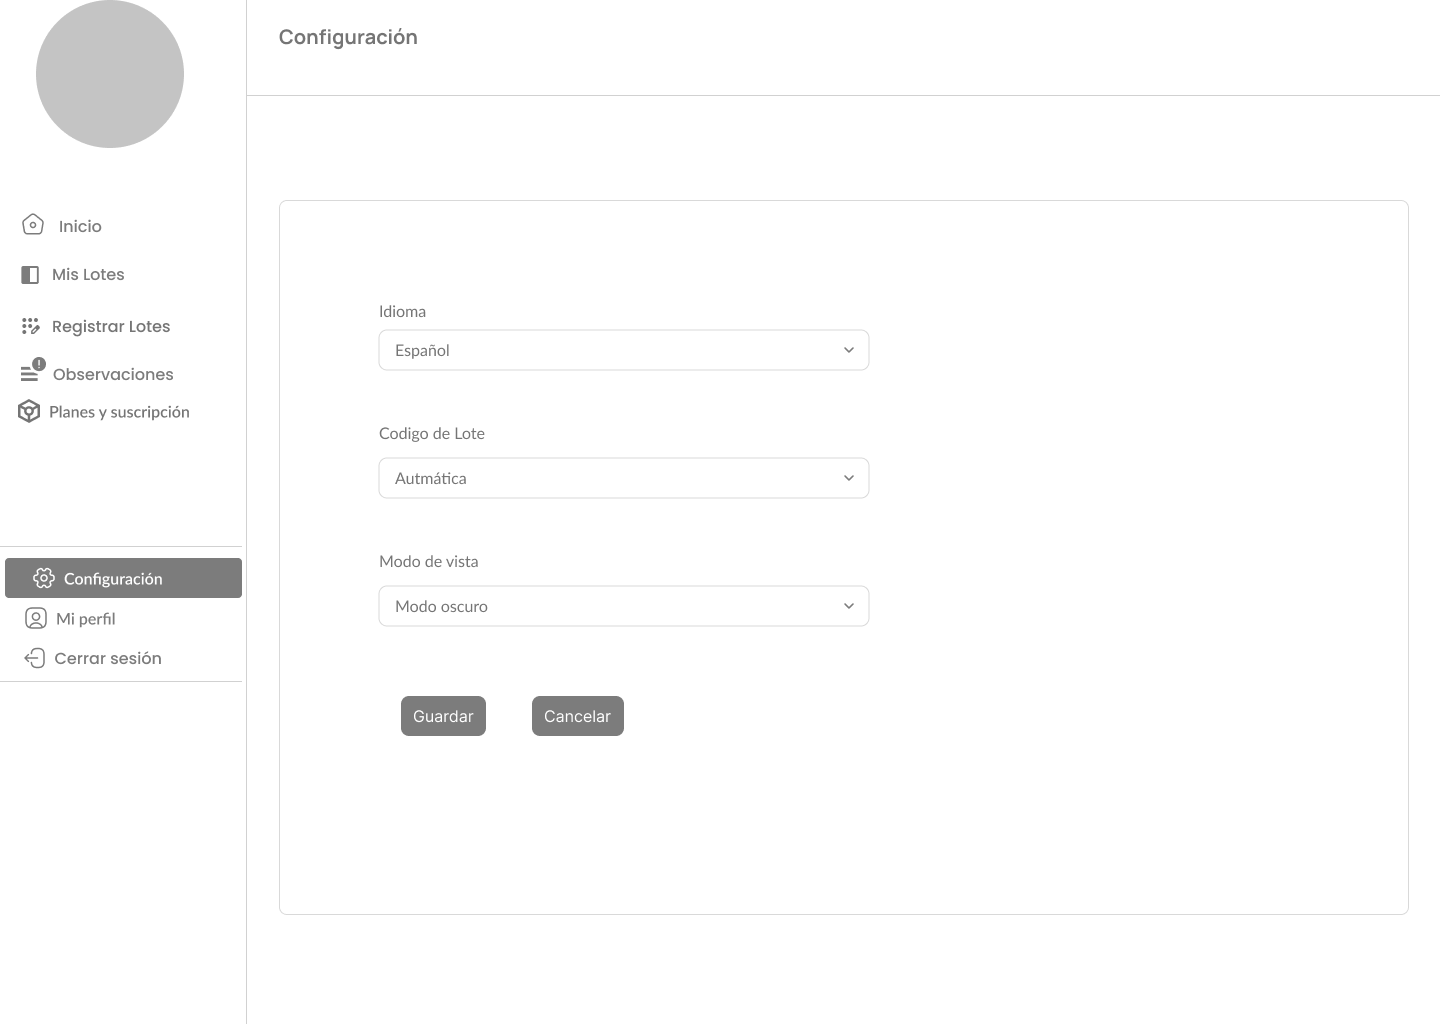 Configuración
Inicio
Mis Lotes
Registrar Lotes
Observaciones
Planes y suscripción
Configuración
Mi perfil
Cerrar sesión
Idioma
Español
Codigo de Lote
Autmática
Modo de vista
Modo oscuro
Guardar
Cancelar